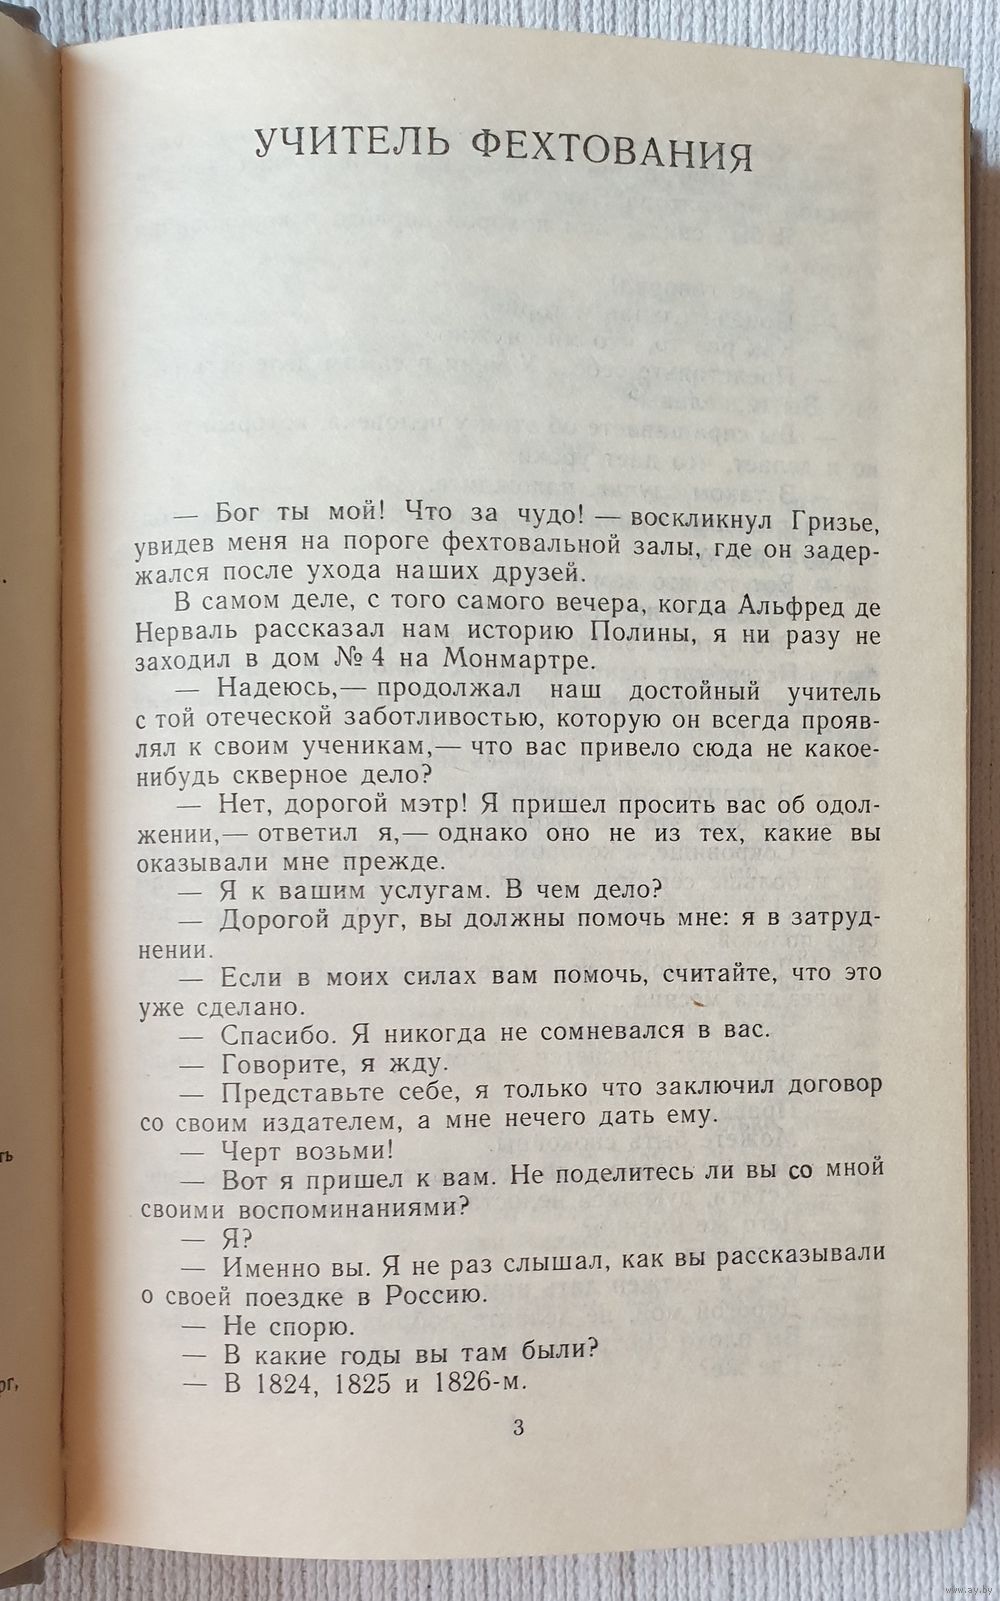 УЧИТЕЛЬ ФЕХТОВАНИЯ
— Бог ты мой! Что за чудо! — воскликнул Гризье,
увидев меня на пороге фехтовальной залы, где он задер-
жался после ухода наших друзей.
В самом деле, с того самого вечера, когда Альфред де
Нерваль рассказал нам историю Полины, я ни разу не
заходил в дом № 4 на Монмартре.
— Надеюсь,— продолжал наш достойный учитель
с той отеческой заботливостью, которую он всегда прояв-
лял к своим ученикам,— что вас привело сюда не какое-
нибудь скверное дело?
— Нет, дорогой мэтр! Я пришел просить вас об одол-
жении,— ответил я,— однако оно не из тех, какие вы
оказывали мне прежде.
— Я к вашим услугам. В чем дело?
— Дорогой друг, вы должны помочь мне: я в затруд-
нении.
— Если в моих силах вам помочь, считайте, что это
уже сделано.
— Спасибо. Я никогда не сомневался в вас.
— Говорите, я жду.
— Представьте себе, я только что заключил договор
со своим издателем, а мне нечего дать ему.
— Черт возьми!
— Вот я пришел к вам. Не поделитесь ли вы со мной
своими воспоминаниями?
— Я?
— Именно вы. Я не раз слышал, как вы рассказывали
о своей поездке в Россию.
— Не спорю.
— В какие годы вы там были?
— В 1824, 1825 и 1826-м.
3
www.ay.by